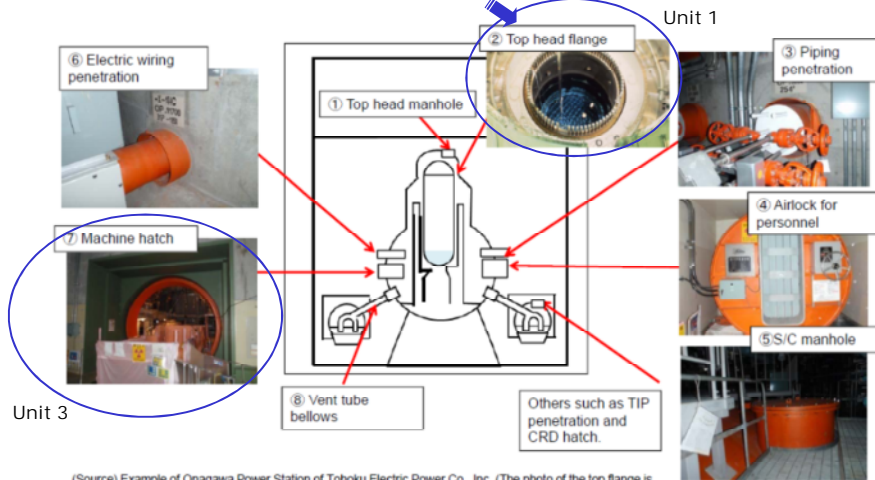 Unit 1
② Top head flange
⑥ Electric wiring
penetration
③ Piping
penetration
① Top head manhole
④ Airlock for
personnel
⑦ Machine hatch
⑤S/C manhole
⑧ Vent tube
bellows
Others such as TIP
penetration and
CRD hatch.
Unit 3
(Source) Example of Onagawa Power Station of Tohoku Electric Power Co., Inc. (The photo of the top flange is